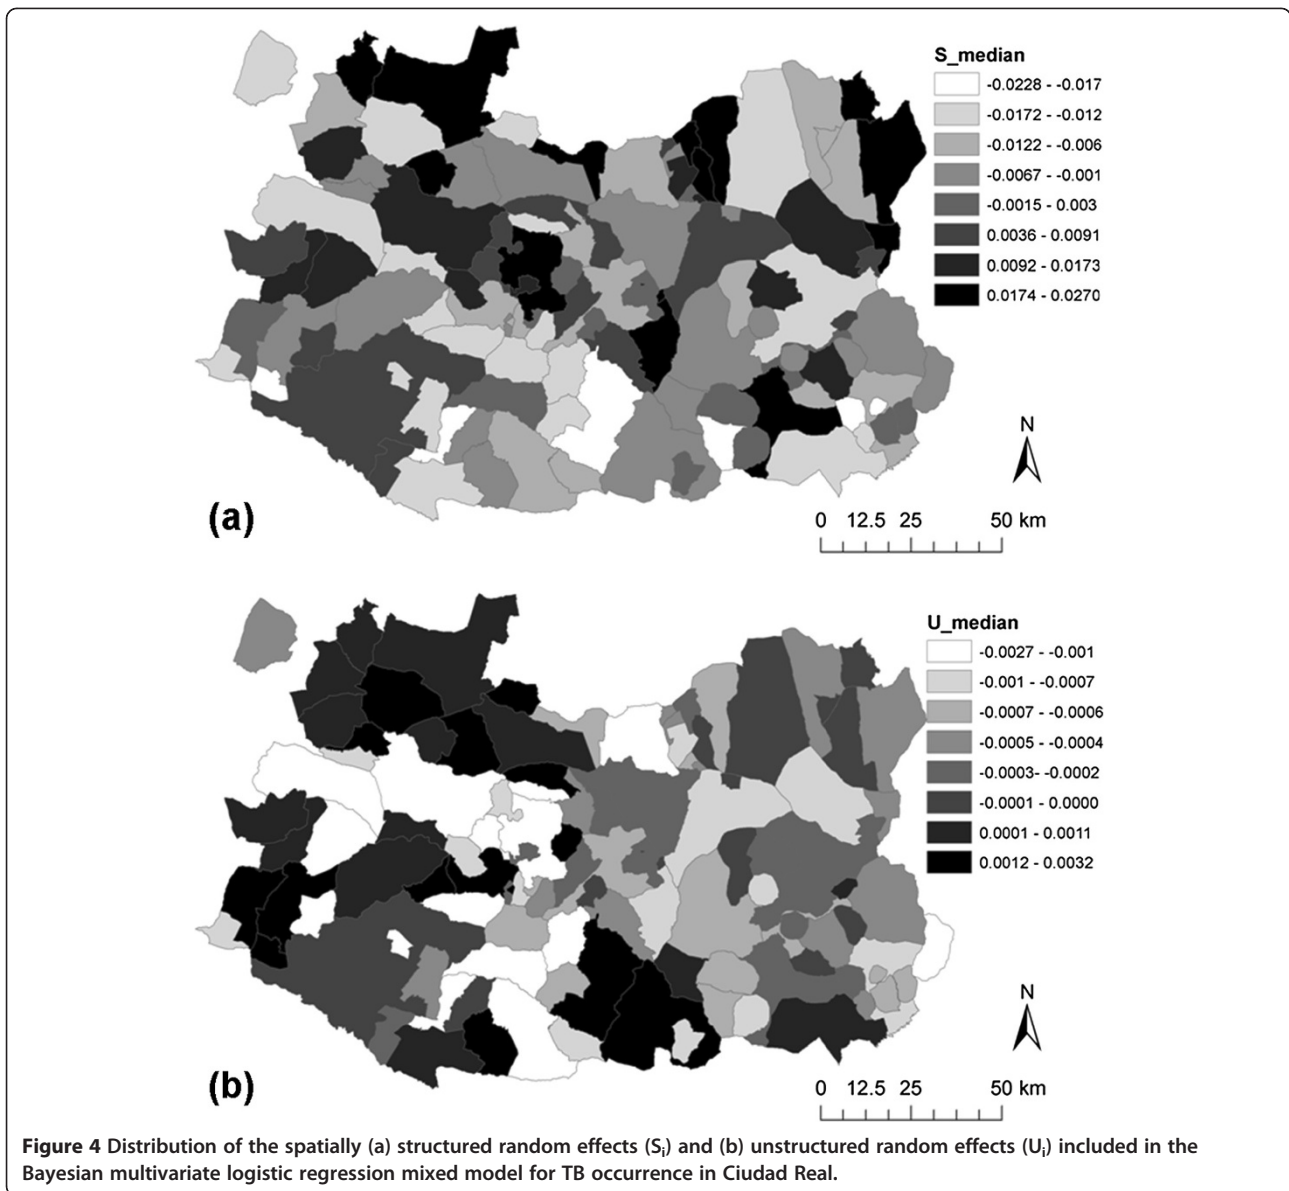 S_median
-0.0228 - -0.017
-0.0172 - -0.012
-0.0122 - -0.006
-0.0067 - -0.001
-0.0015 - 0.003
0.0036 - 0.0091
0.0092 - 0.0173
0.0174 - 0.0270
N
(a)
0 12.5 25 50 km
U_median
-0.0027 - -0.001
-0.001 - -0.0007
-0.0007 - -0.0006
-0.0005 - -0.0004
-0.0003- -0.0002
-0.0001 - 0.0000
0.0001 - 0.0011
0.0012 - 0.0032
N
(b)
0 12.5 25 50 km
Figure 4 Distribution of the spatially (a) structured random effects (Si) and (b) unstructured random effects (Ui) included in the
Bayesian multivariate logistic regression mixed model for TB occurrence in Ciudad Real.